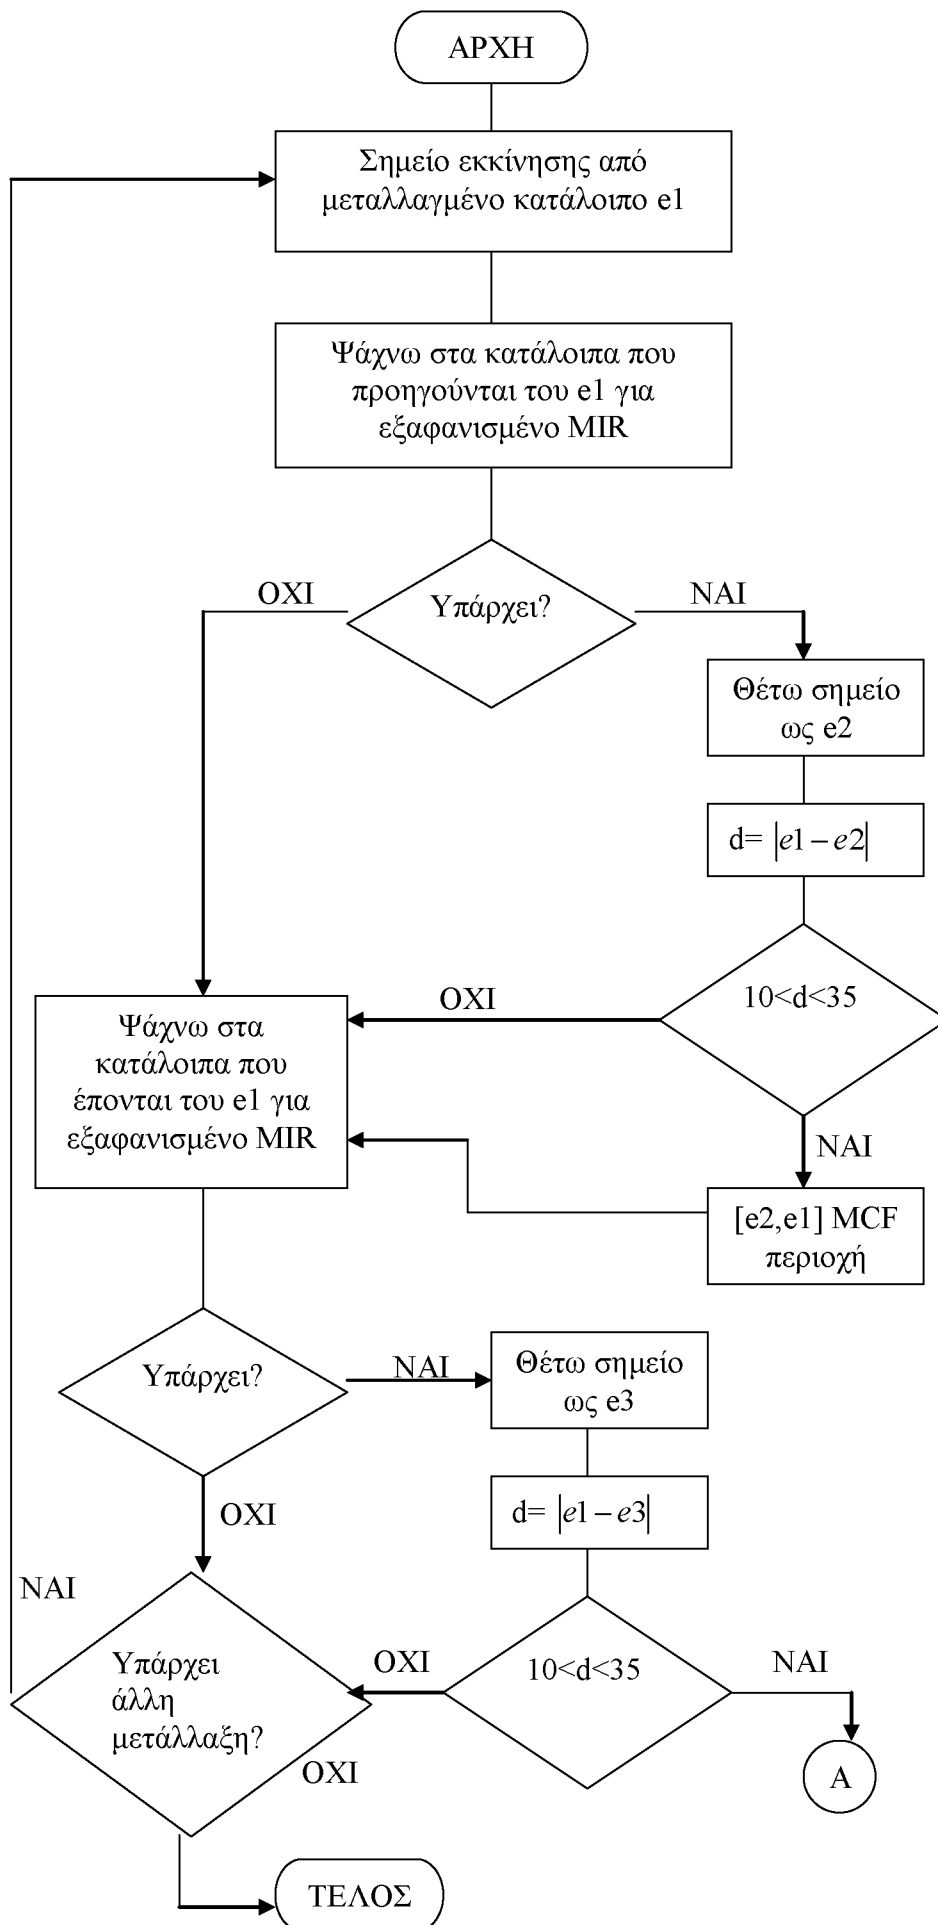 ΑΡΧΗ
Σημείο εκκίνησης από
μεταλλαγμένο κατάλοιπο e1
Ψάχνω στα κατάλοιπα που
προηγούνται του e1 για
εξαφανισμένο MIR
ΟΧΙ
Υπάρχει?
ΝΑΙ
Θέτω σημείο
ως e2
d= |e1 − e2|
10<d<35
ΟΧΙ
Ψάχνω στα
κατάλοιπα που
έπονται του e1 για
εξαφανισμένο MIR
ΝΑΙ
[e2,e1] MCF
περιοχή
Υπάρχει?
ΝΑΙ
Θέτω σημείο
ως e3
ΟΧΙ
d= |e1 − e3|
ΝΑΙ
Υπάρχει
άλλη
μετάλλαξη?
ΟΧΙ
10<d<35
ΝΑΙ
ΟΧΙ
Α
ΤΕΛΟΣ